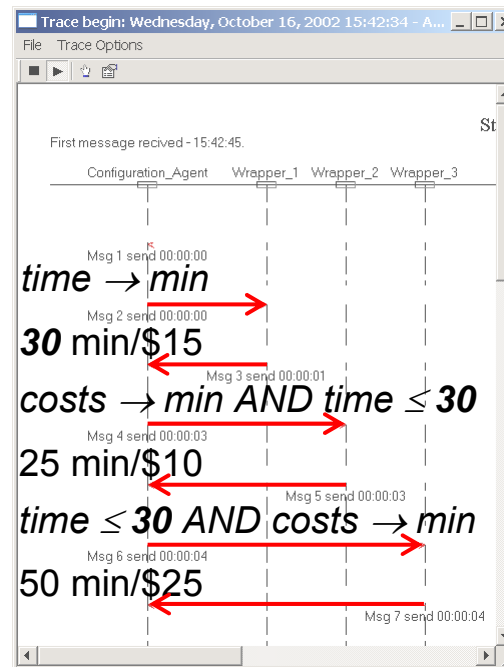 Trace begin: Wednesday, October 16, 2002 15:42:34 - A...
File Trace Options
St
First message recived - 15:42:45.
Configuration_Agent Wrapper_1 Wrapper_2 Wrapper_3
Msg 1 send 00:00:00
time → min
Msg 2 send 00:00:00
30 min/$15
Msg 3 send 00:00:01
costs → min AND time ≤ 30
Msg 4 send 00:00:03
25 min/$10
Msg 5 send 00:00:03
time ≤ 30 AND costs → min
Msg 6 send 00:00:04
50 min/$25
Msg 7 send 00:00:04